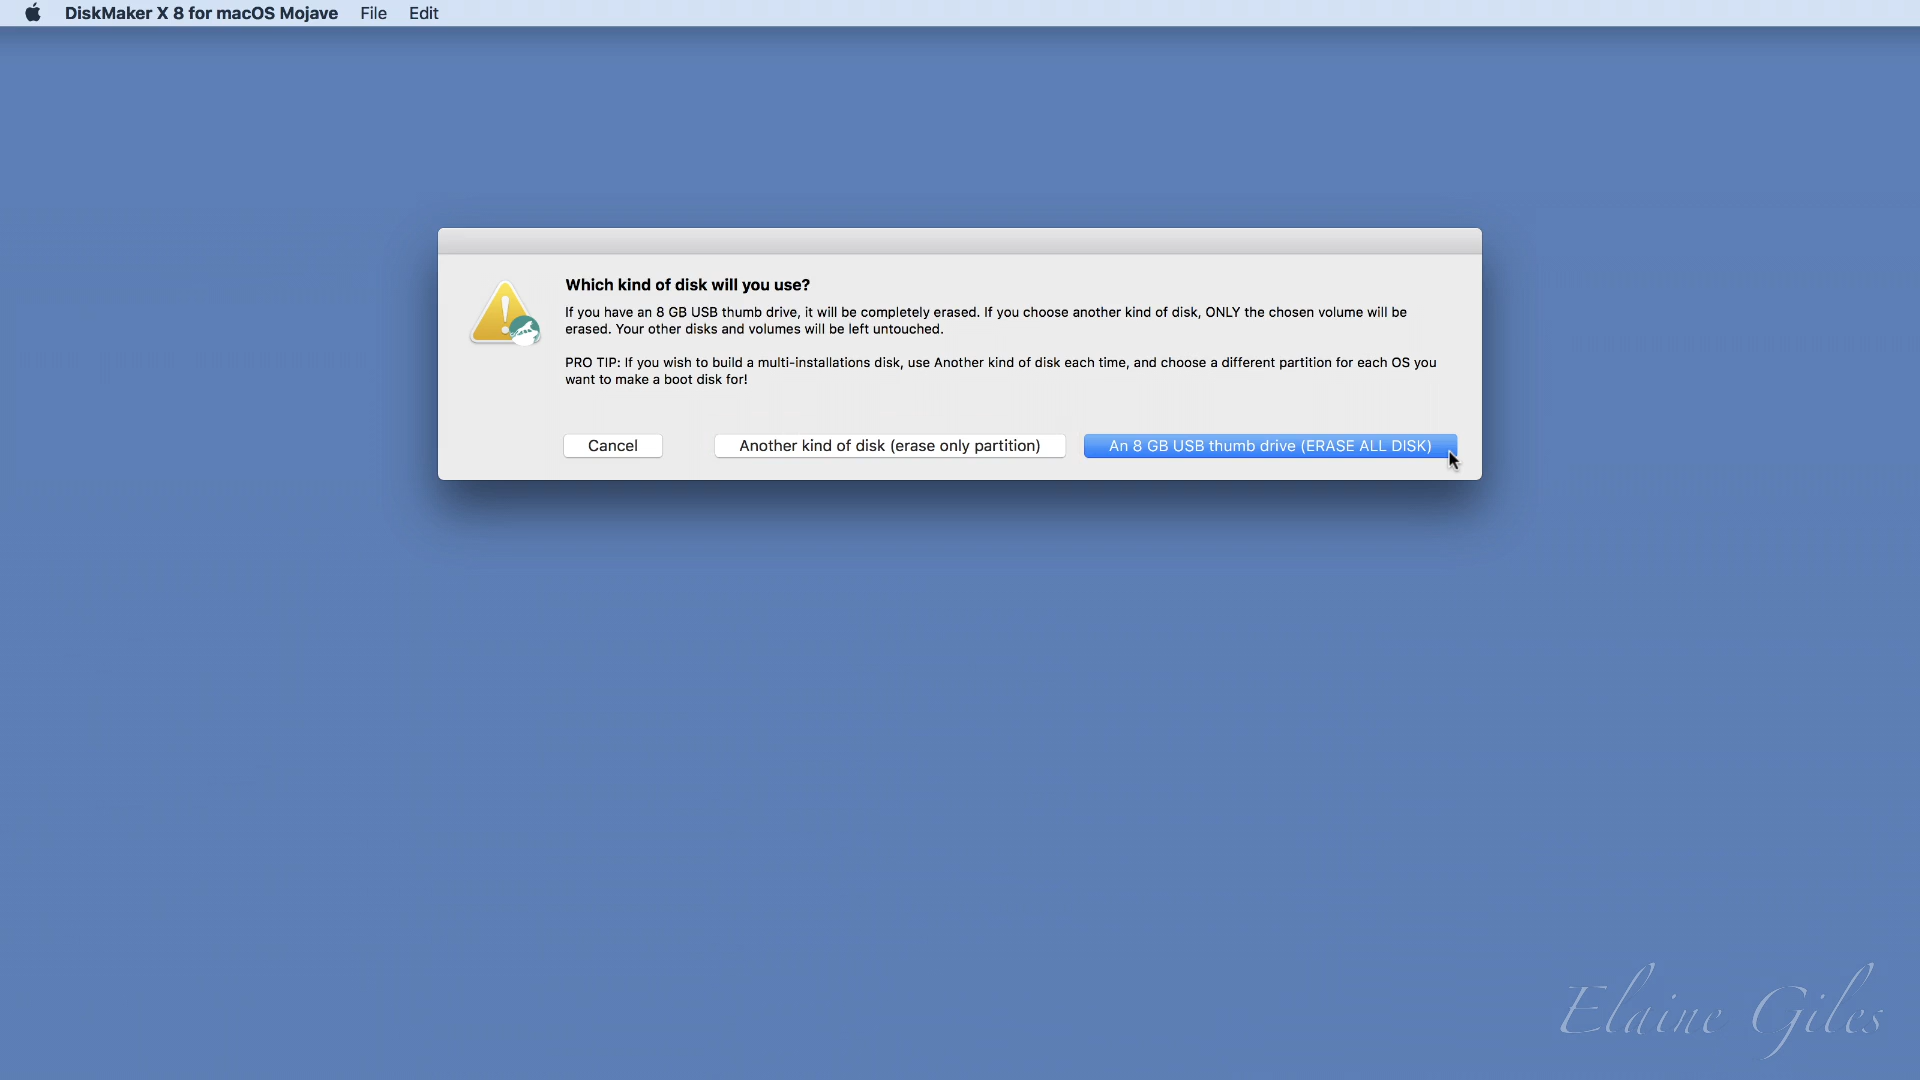 DiskMaker X 8 for macOS Mojave File Edit
Which kind of disk will you use?
If you have an 8 GB USB thumb drive, it will be completely erased. If you choose another kind of disk, ONLY the chosen volume will be
erased. Your other disks and volumes will be left untouched.
PRO TIP: If you wish to build a multi-installations disk, use Another kind of disk each time, and choose a different partition for each OS you
want to make a boot disk for!
Cancel Another kind of disk (erase only partition) An 8 GB USB thumb drive (ERASE ALL DISK)
Elaine Giles